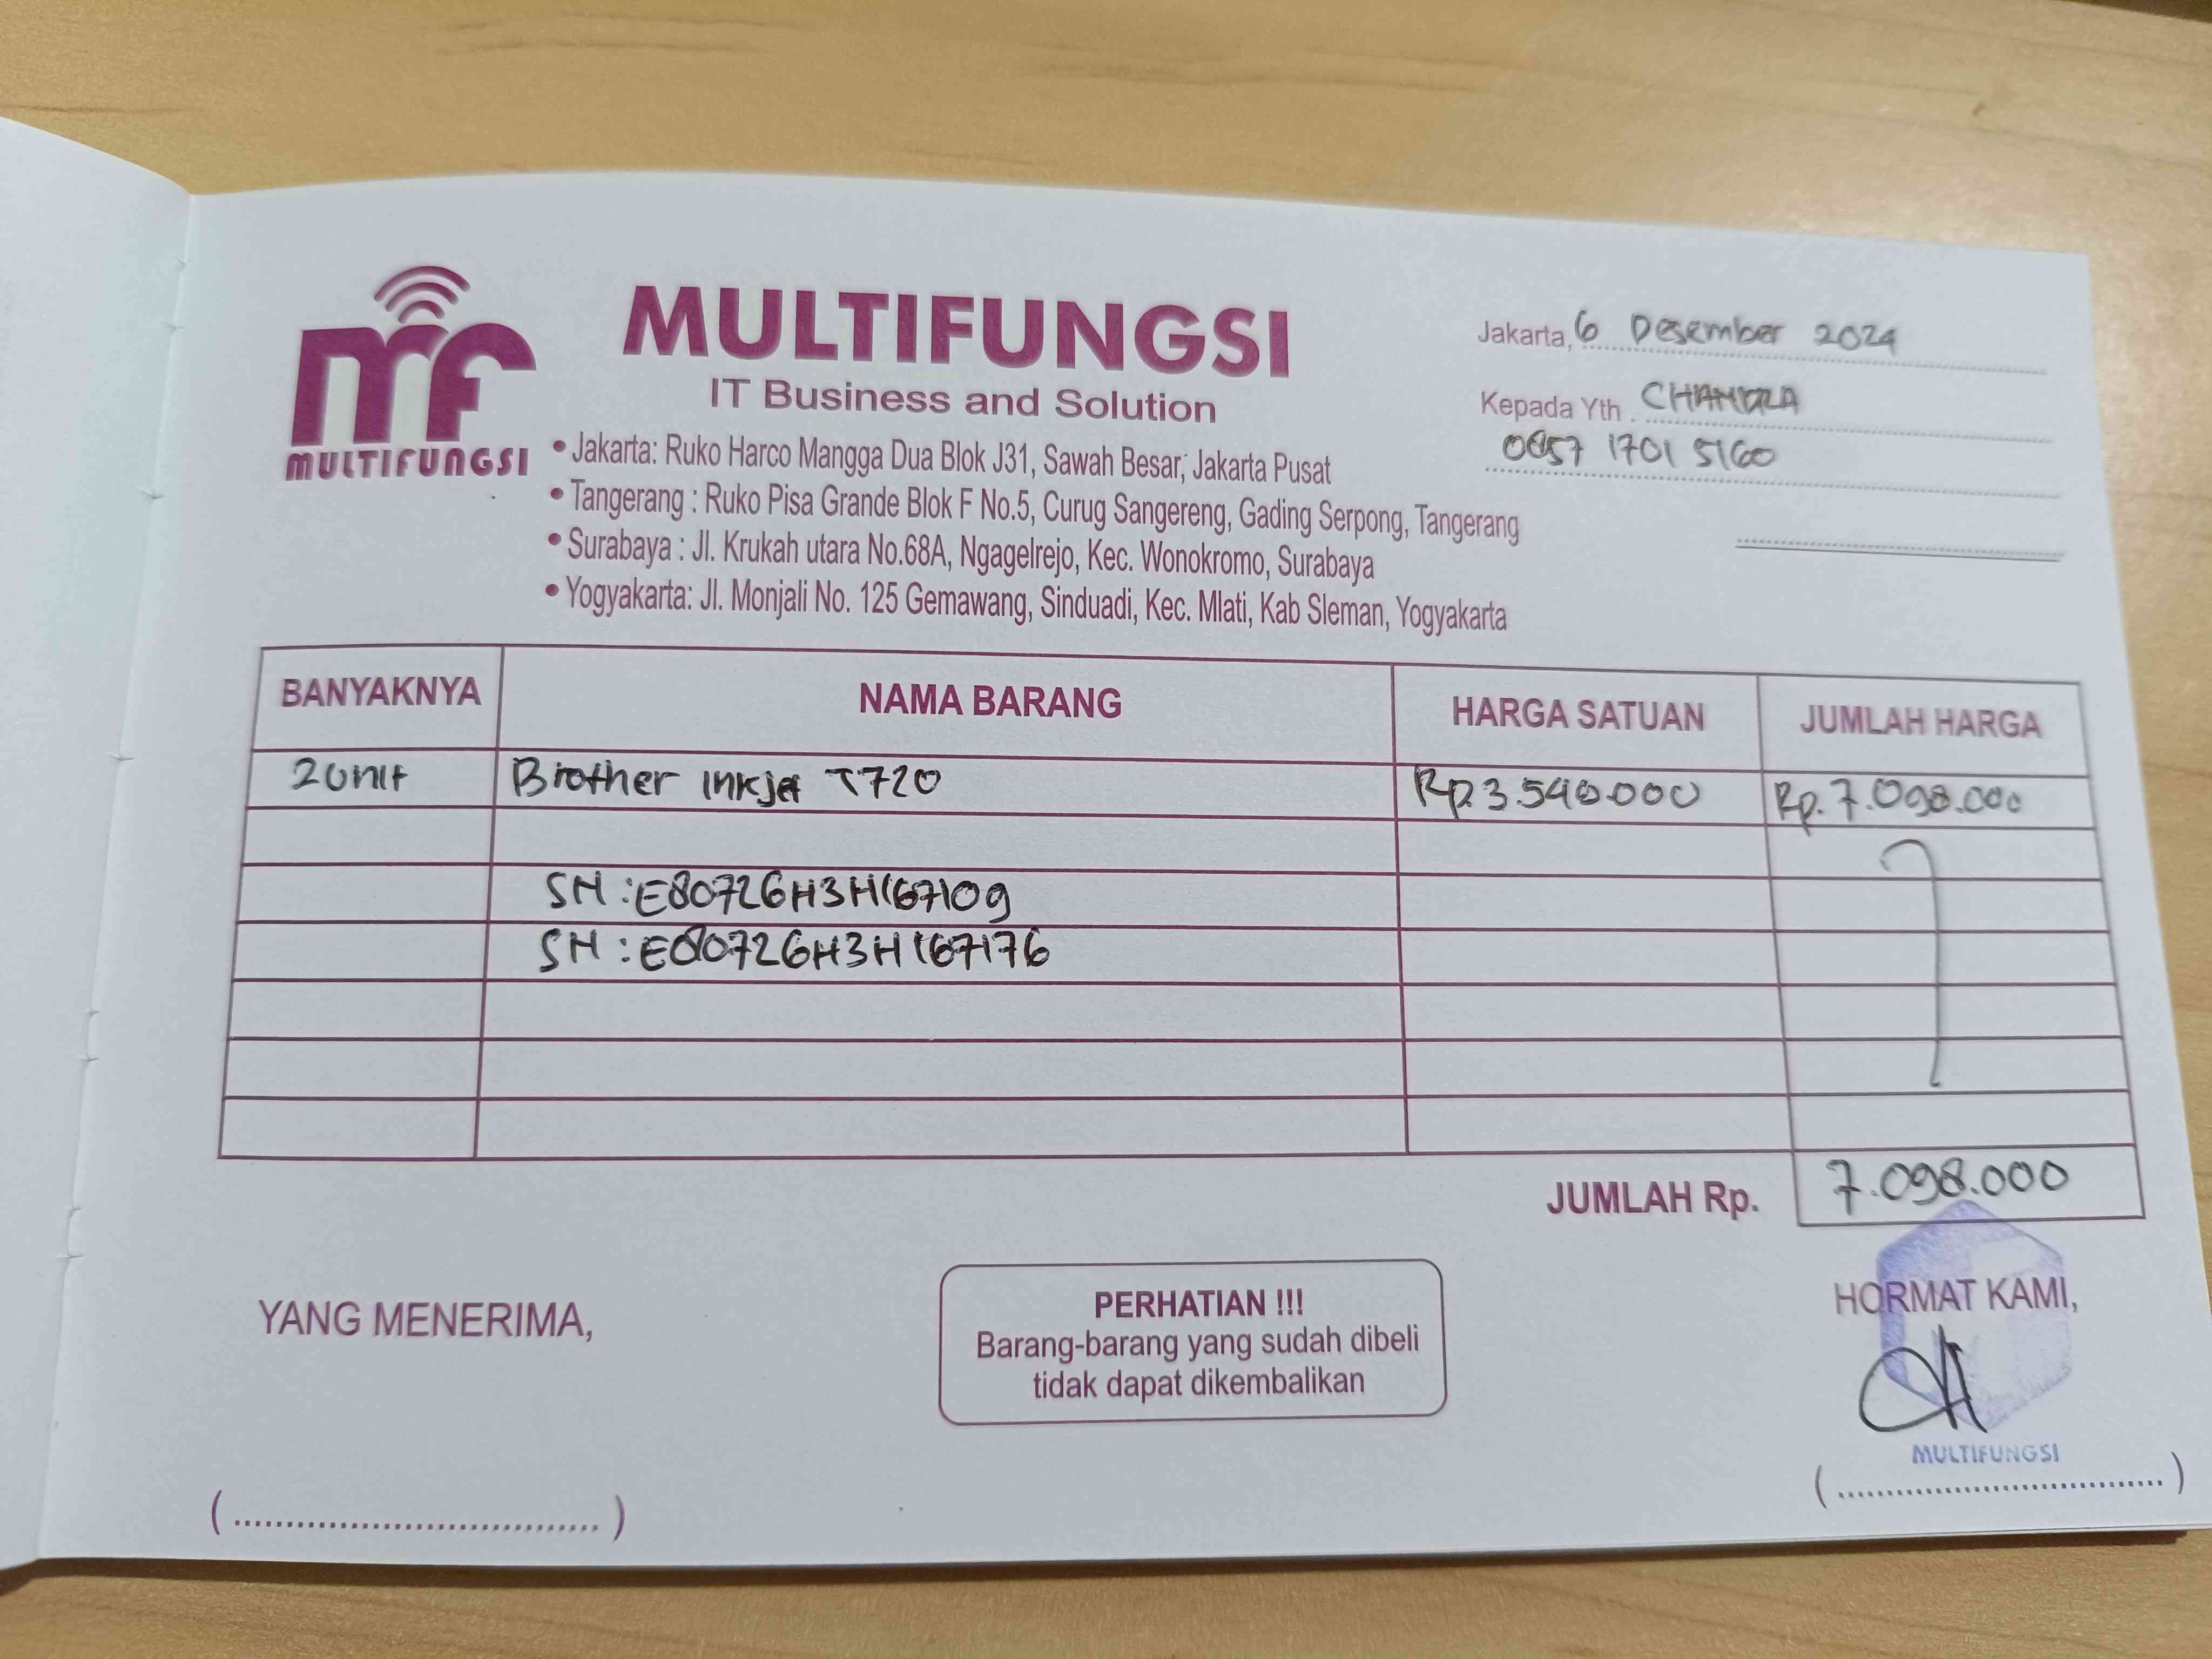 MULTIFUNGSI
MULTIFUNGSI
IT Business and Solution
• Jakarta: Ruko Harco Mangga Dua Blok J31, Sawah Besar, Jakarta Pusat
• Tangerang : Ruko Pisa Grande Blok F No.5, Curug Sangereng, Gading Serpong, Tangerang
• Surabaya : Jl. Krukah utara No.68A, Ngagelrejo, Kec. Wonokromo, Surabaya
• Yogyakarta: Jl. Monjali No. 125 Gemawang, Sinduadi, Kec. Mlati, Kab Sleman, Yogyakarta
Jakarta, 6 Desember 2024
Kepada Yth. CHANDRA
0857 1701 5160
BANYAKNYA NAMA BARANG HARGA SATUAN JUMLAH HARGA
2 Unit Brother Inkjet T720 Rp. 7.098.000
SN : E80726H3H167109
SN : E80726H3H167176
JUMLAH Rp. 7.098.000
YANG MENERIMA,
PERHATIAN !!!
Barang-barang yang sudah dibeli
tidak dapat dikembalikan
HORMAT KAMI,
MULTIFUNGSI